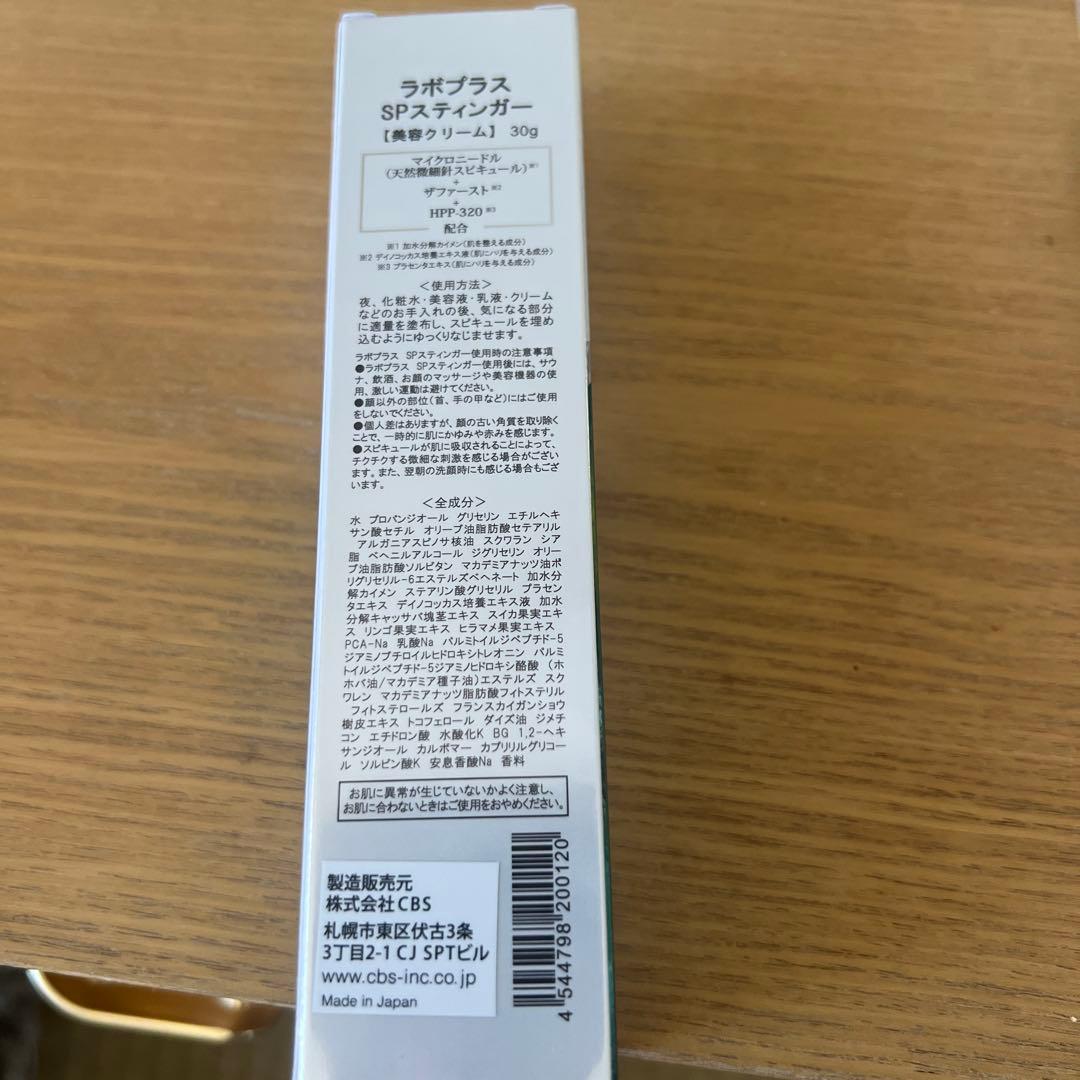 ラボプラス
SPスティンガー
【美容クリーム】 30g
マイクロニードル
(天然微細針スピキュール)※1
+
ザファースト※2
+
HPP-320※3
配合
※1 加水分解カイメン(肌を整える成分)
※2 デイノコッカス培養エキス液(肌にハリを与える成分)
※3 プラセンタエキス(肌にハリを与える成分)
<使用方法>
夜、化粧水・美容液・乳液・クリーム
などのお手入れの後、気になる部分
に適量を塗布し、スピキュールを埋め
込むようにゆっくりなじませます。
ラボプラス SPスティンガー使用時の注意事項
●ラボプラス SPスティンガー使用後には、サウ
ナ、飲酒、お顔のマッサージや美容機器の使
用、激しい運動は避けてください。
●顔以外の部位(首、手の甲など)にはご使用
をしないでください。
●個人差はありますが、顔の古い角質を取り除く
ことで、一時的に肌にかゆみや赤みを感じます。
●スピキュールが肌に吸収されることによって、
チクチクする微細な刺激を感じる場合がござい
ます。また、翌朝の洗顔時にも感じる場合もござ
います。
<全成分>
水 プロパンジオール グリセリン エチルヘキ
サン酸セチル オリーブ油脂肪酸セテアリル
アルガニアスピノサ核油 スクワラン シア
脂 ベヘニルアルコール ジグリセリン オリー
ブ油脂肪酸ソルビタン マカデミアナッツ油ポ
リグリセリル-6エステルズベヘネート 加水分
解カイメン ステアリン酸グリセリル プラセン
タエキス デイノコッカス培養エキス液 加水
分解キャッサバ塊茎エキス スイカ果実エキ
ス リンゴ果実エキス ヒラマメ果実エキス
PCA-Na 乳酸Na パルミトイルジペプチド-5
ジアミノブチロイルヒドロキシトレオニン パルミ
トイルジペプチド-5ジアミノヒドロキシ酪酸 (ホ
ホバ油/マカデミア種子油)エステルズ スク
ワレン マカデミアナッツ脂肪酸フィトステリル
フィトステロールズ フランスカイガンショウ
樹皮エキス トコフェロール ダイズ油 ジメチ
コン エチドロン酸 水酸化K BG 1,2-ヘキ
サンジオール カルボマー カプリリルグリコー
ル ソルビン酸K 安息香酸Na 香料
お肌に異常が生じていないかよく注意し、
お肌に合わないときはご使用をおやめください。
製造販売元
株式会社CBS
札幌市東区伏古3条
3丁目2-1 CJ SPTビル
www.cbs-inc.co.jp
Made in Japan
4 544798 200120